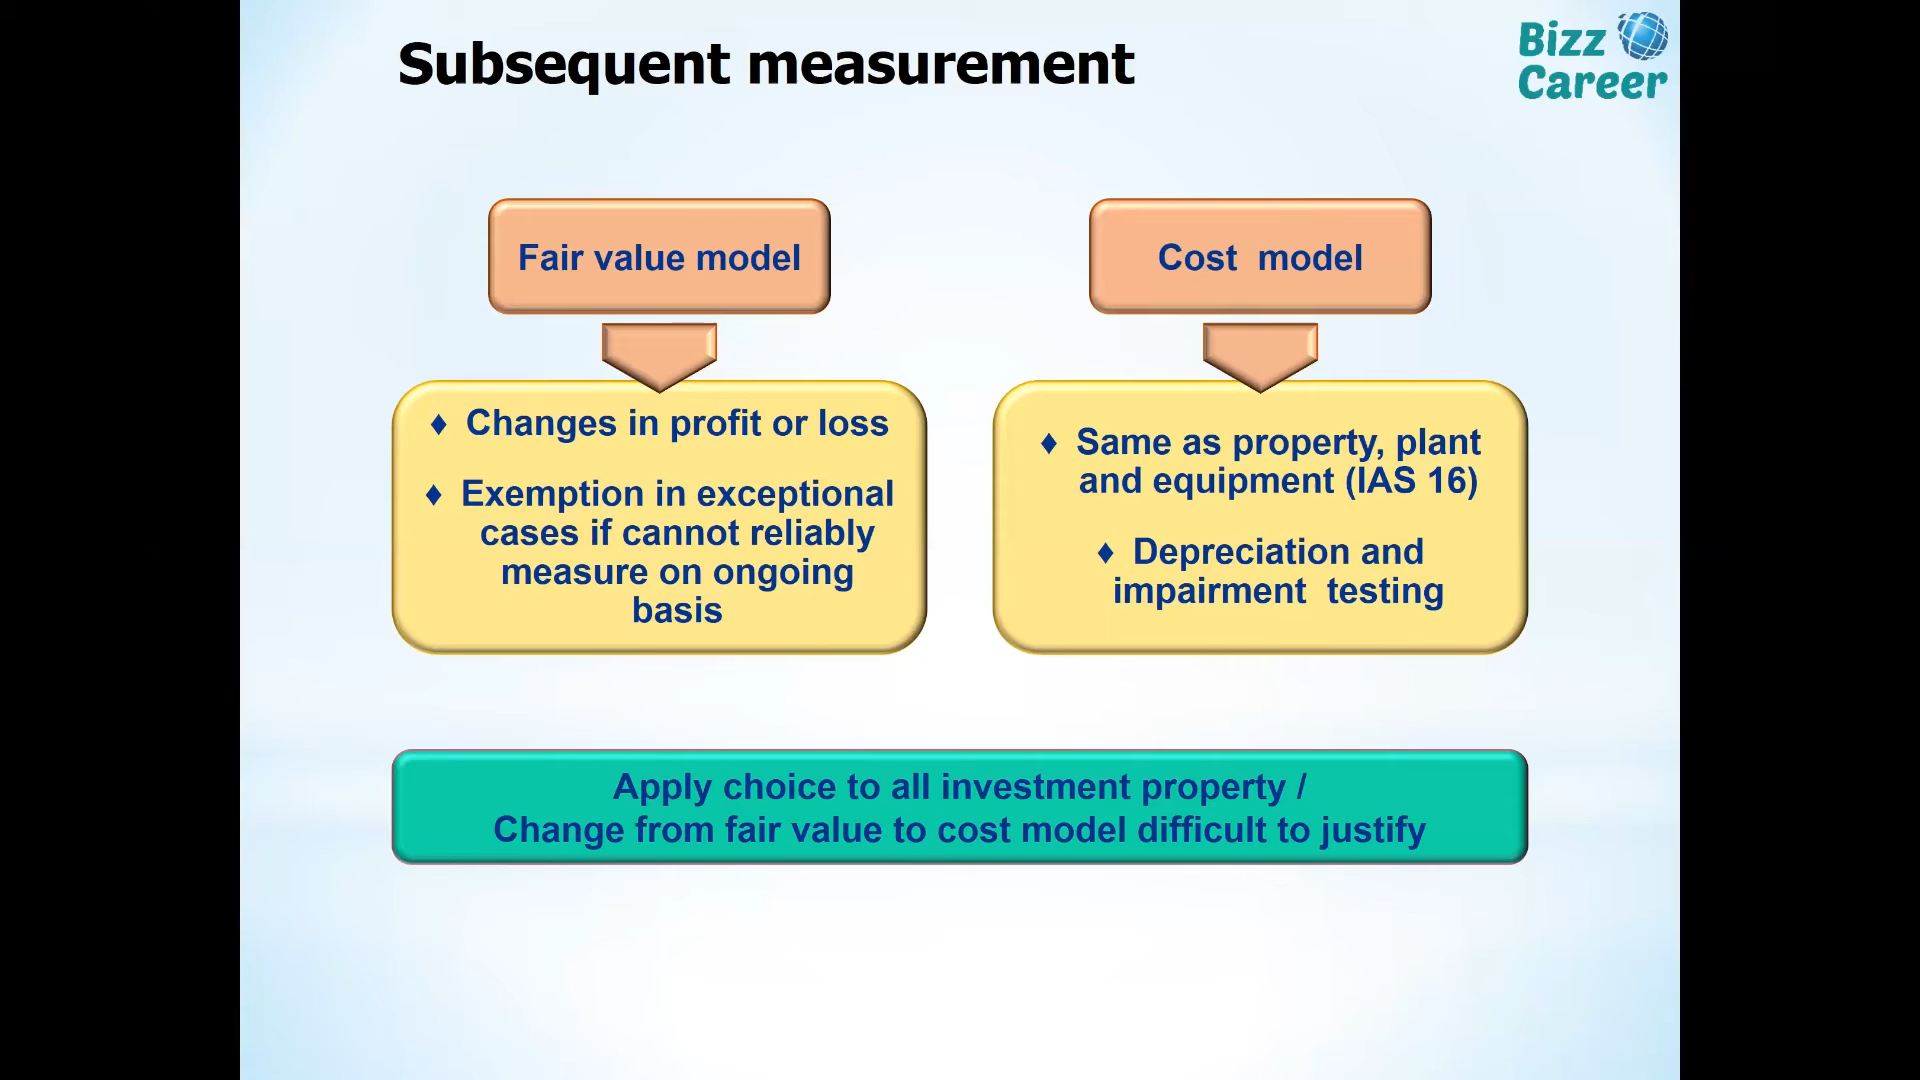 Subsequent measurement
Bizz
Career
Fair value model
♦ Changes in profit or loss
♦ Exemption in exceptional
cases if cannot reliably
measure on ongoing
basis
Cost model
♦ Same as property, plant
and equipment (IAS 16)
♦ Depreciation and
impairment testing
Apply choice to all investment property /
Change from fair value to cost model difficult to justify